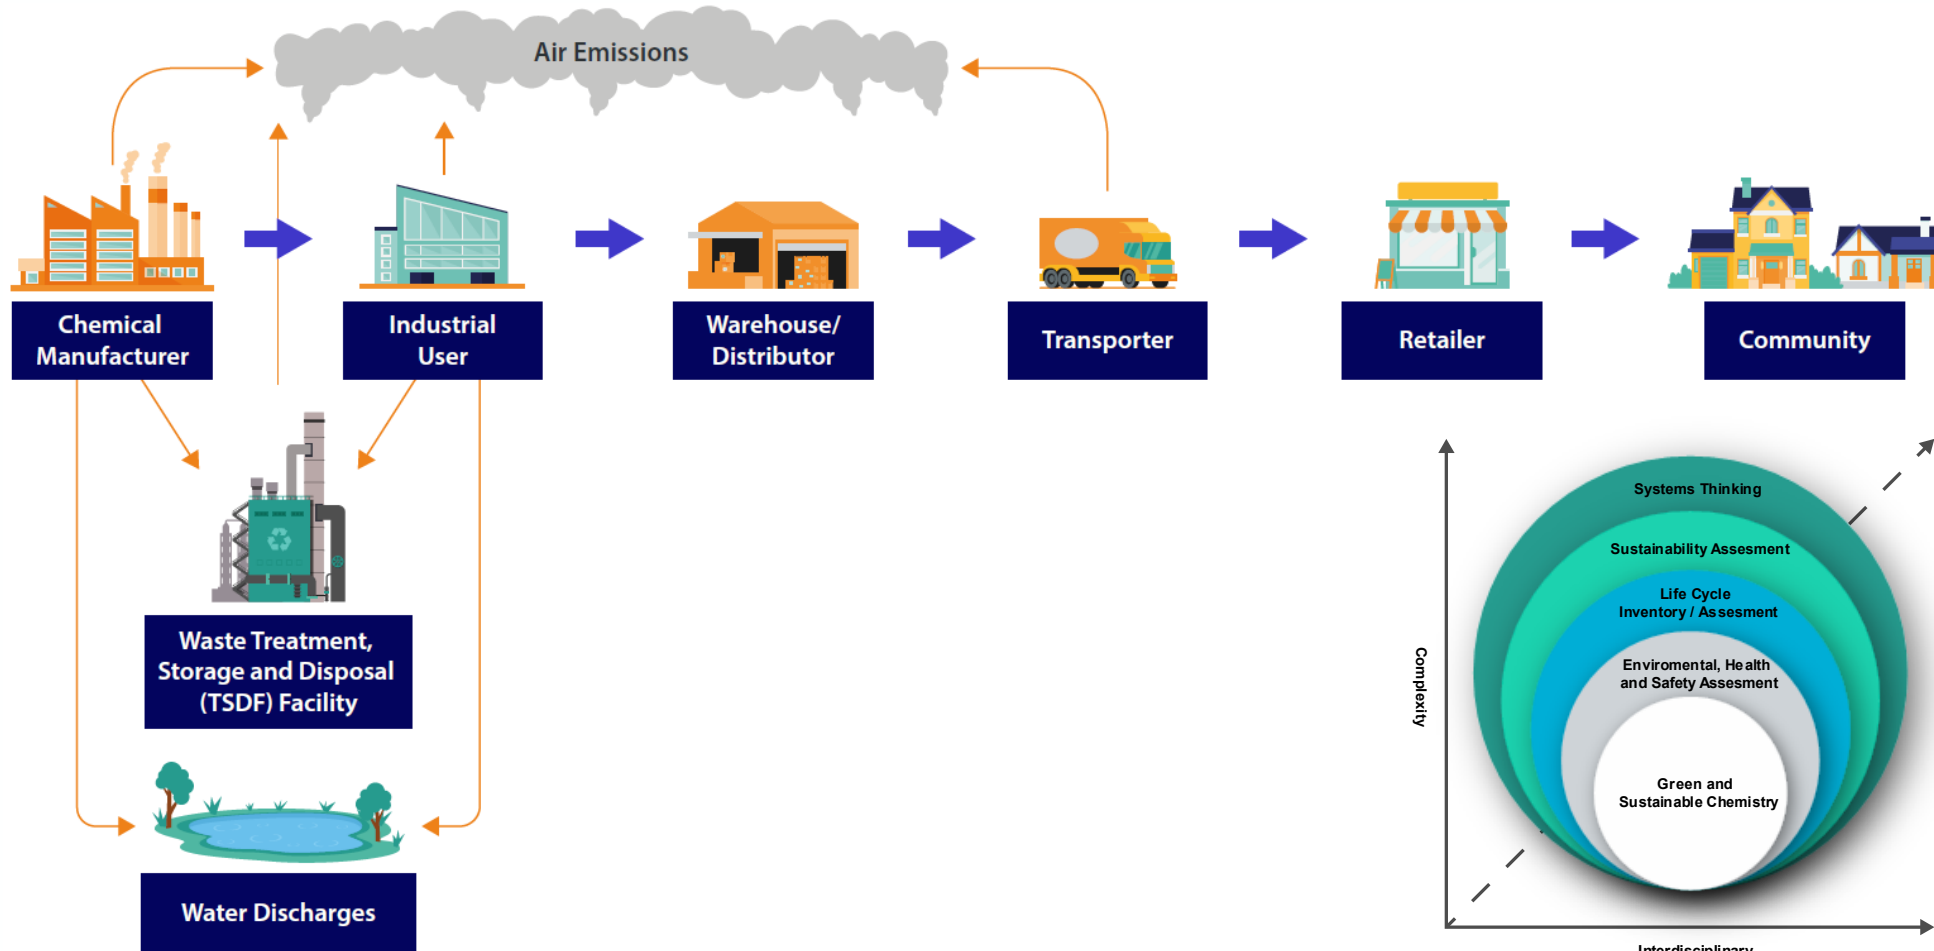 Air Emissions
Chemical
Manufacturer
Industrial
User
Warehouse/
Distributor
Transporter
Retailer
Community
Waste Treatment,
Storage and Disposal
(TSDF) Facility
Water Discharges
Complexity
Systems Thinking
Sustainability Assesment
Life Cycle
Inventory / Assesment
Enviromental, Health
and Safety Assesment
Green and
Sustainable Chemistry
Interdisciplinary